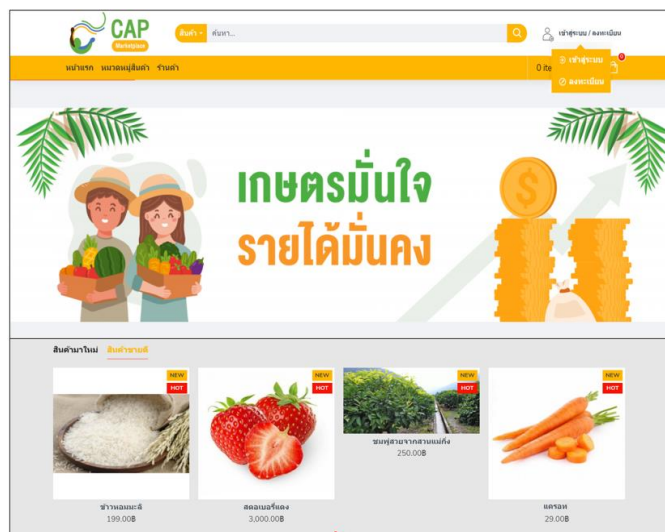 CAP
Marketplace
สินค้า
ค้นหา...
เข้าสู่ระบบ / ลงทะเบียน
หน้าแรก หมวดหมู่สินค้า ร้านค้า
0 ite
0
เข้าสู่ระบบ
ลงทะเบียน
เกษตรมั่นใจ
รายได้มั่นคง
สินค้ามาใหม่ สินค้าขายดี
NEW
HOT
NEW
HOT
NEW
HOT
NEW
HOT
ข้าวหอมมะลิ
199.00฿
สตอเบอรี่แดง
3,000.00฿
ชมพู่สวยจากสวนแม่กิ่ง
250.00฿
แครอท
29.00฿